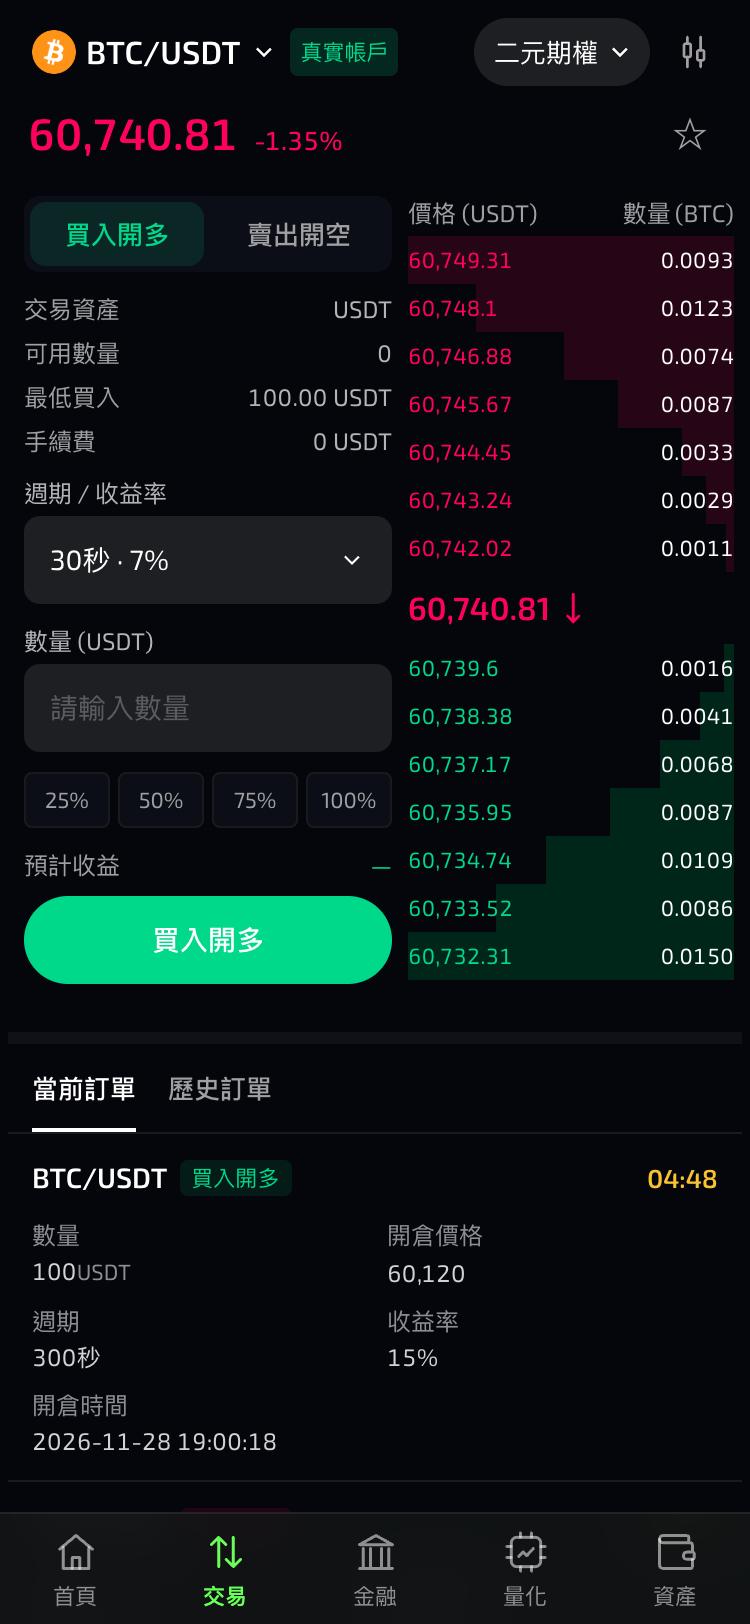 BTC/USDT 真實帳戶 二元期權
60,740.81 -1.35%
買入開多 賣出開空
交易資產 USDT
可用數量 0
最低買入 100.00 USDT
手續費 0 USDT
週期 / 收益率
30秒 · 7%
數量 (USDT)
請輸入數量
25% 50% 75% 100%
預計收益 —
買入開多
價格 (USDT) 數量 (BTC)
60,749.31 0.0093
60,748.1 0.0123
60,746.88 0.0074
60,745.67 0.0087
60,744.45 0.0033
60,743.24 0.0029
60,742.02 0.0011
60,740.81 ↓
60,739.6 0.0016
60,738.38 0.0041
60,737.17 0.0068
60,735.95 0.0087
60,734.74 0.0109
60,733.52 0.0086
60,732.31 0.0150
當前訂單 歷史訂單
BTC/USDT 買入開多 04:48
數量 開倉價格
100USDT 60,120
週期 收益率
300秒 15%
開倉時間
2026-11-28 19:00:18
首頁 交易 金融 量化 資產